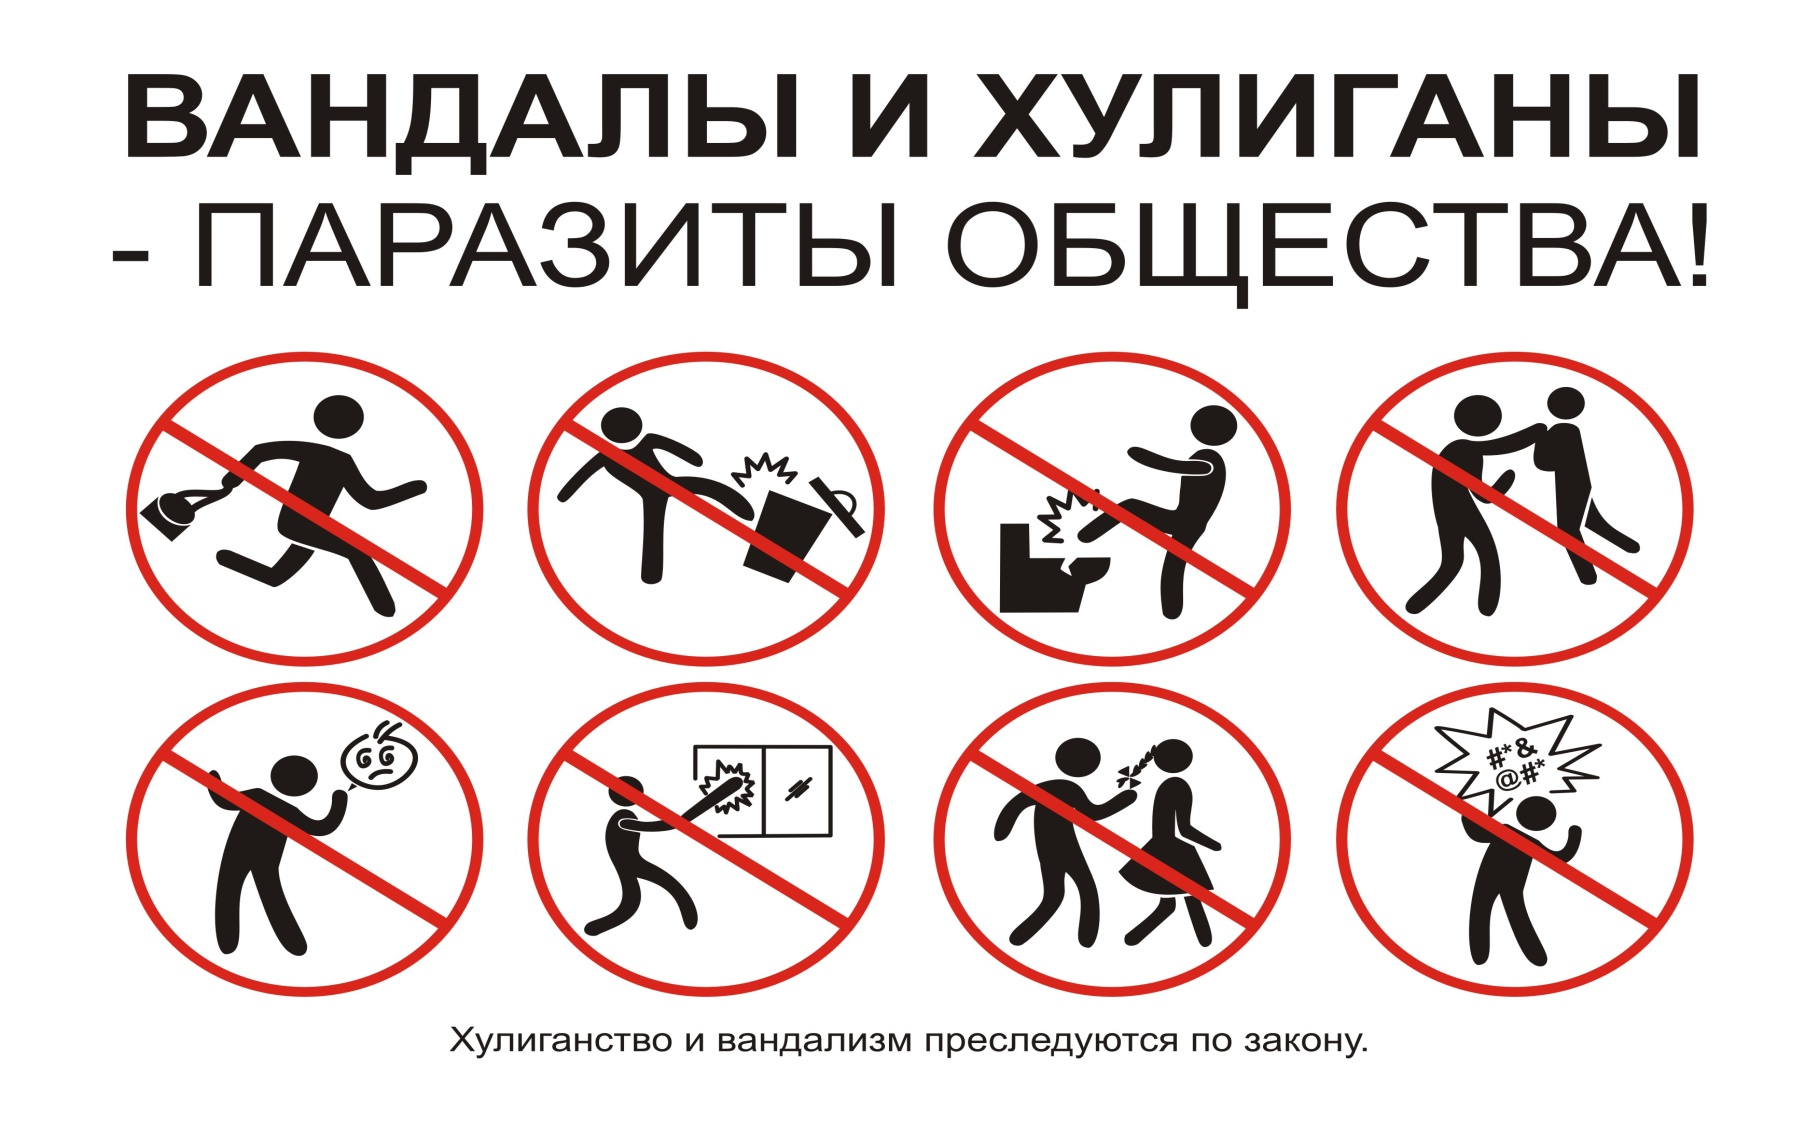 ВАНДАЛЫ И ХУЛИГАНЫ
- ПАРАЗИТЫ ОБЩЕСТВА!
#*&
@#*
Хулиганство и вандализм преследуются по закону.